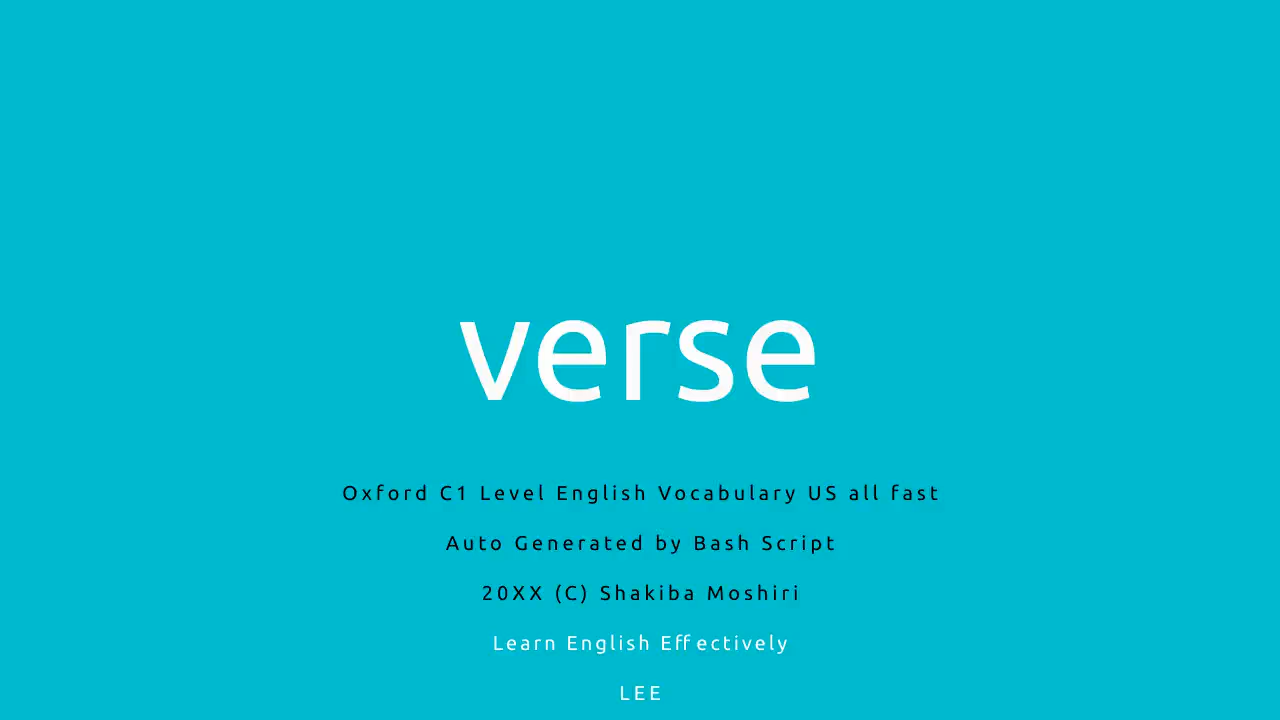 verse
Oxford C1 Level English Vocabulary US all fast
Auto Generated by Bash Script
20XX (C) Shakiba Moshiri
Learn English Effectively
LEE